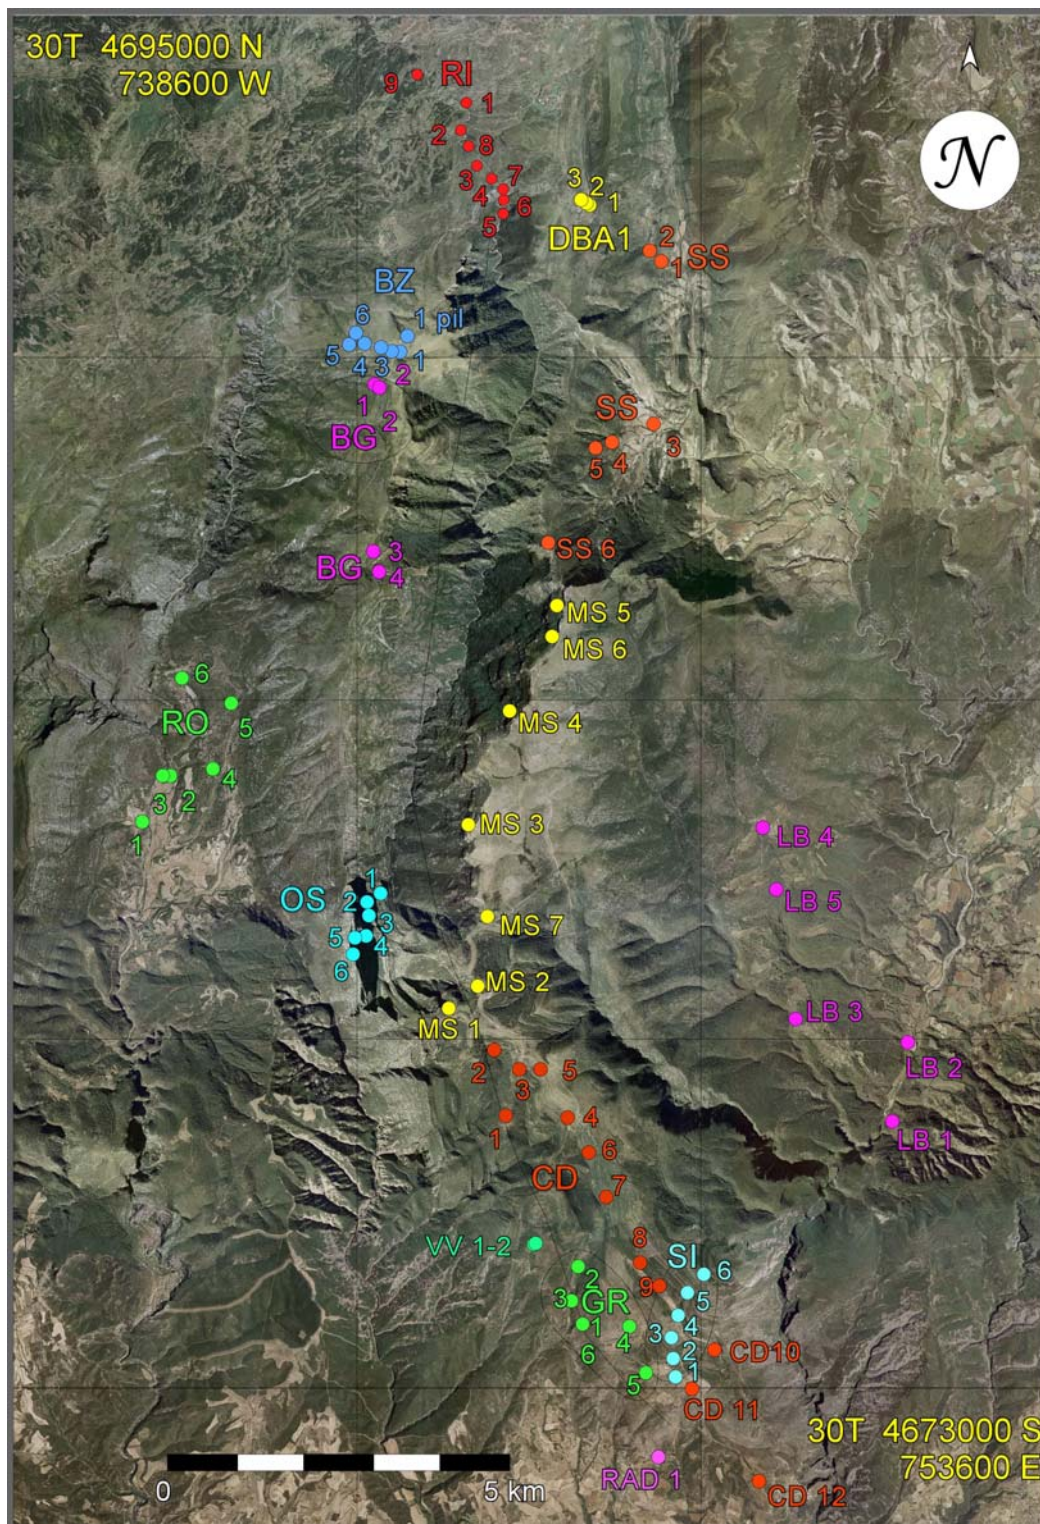 30T 4695000 N
738600 W
9
RI
1
2
8
3
7
4
6
5
N
3
2
1
DBA1
2
1
SS
BZ
6
1 pil
5
4
3
1
2
1
2
BG
SS
3
5
4
BG
3
4
SS 6
MS 5
MS 6
6
RO
5
MS 4
4
3
2
1
MS 3
LB 4
LB 5
OS
1
2
3
5
4
6
MS 7
MS 2
MS 1
LB 3
LB 2
LB 1
2
3
5
1
4
6
CD
7
VV 1-2
8
SI
6
2
9
5
3
GR
4
1
4
3
6
2
CD10
5
1
CD 11
30T 4673000 S
753600 E
0
5 km
RAD 1
CD 12